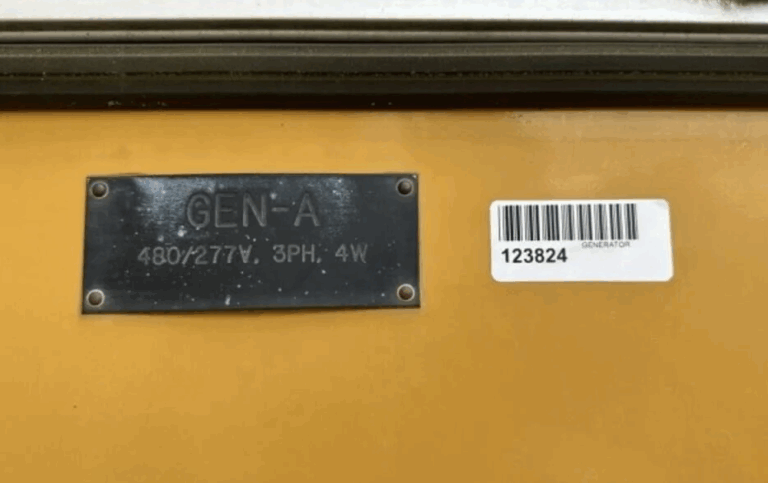 GEN-A
480/277V, 3PH, 4W
GENERATOR
123824